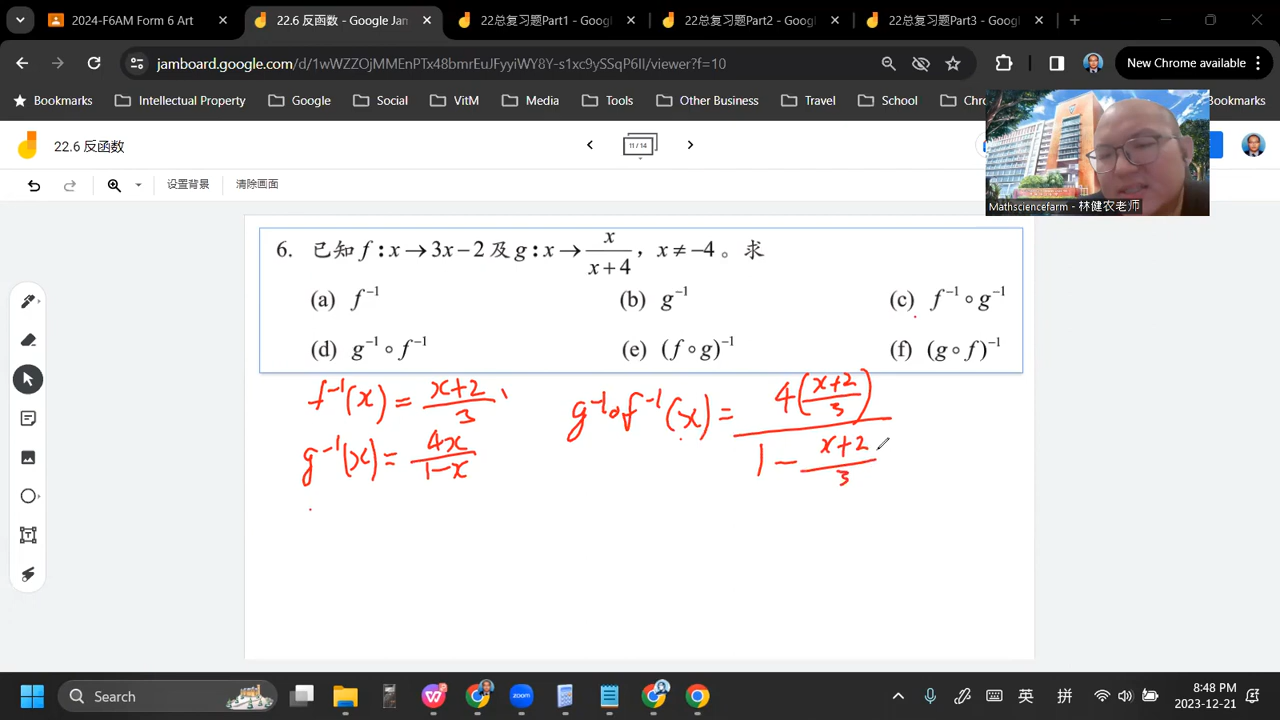 2024-F6AM Form 6 Art
22.6 反函数 - Google Jan
22总复习题Part1 - Googl
22总复习题Part2 - Googl
22总复习题Part3 - Googl
jamboard.google.com/d/1wWZZOjMMEnPTx48bmrEuJFyyiWY8Y-s1xc9ySSqP6lI/viewer?f=10
New Chrome available
Bookmarks
Intellectual Property
Google
Social
VitM
Media
Tools
Other Business
Travel
School
Chr
Bookmarks
22.6 反函数
11 / 14
设置背景
清除画面
Mathsciencefarm - 林健农老师
6. 已知 f : x → 3x − 2 及 g : x → x/(x + 4) , x ≠ −4 。求
(a) f⁻¹ (b) g⁻¹ (c) f⁻¹ ∘ g⁻¹
(d) g⁻¹ ∘ f⁻¹ (e) (f ∘ g)⁻¹ (f) (g ∘ f)⁻¹
f⁻¹(x) = (x+2)/3
g⁻¹(x) = 4x/(1−x)
g⁻¹∘f⁻¹(x) = 4((x+2)/3) / (1 − (x+2)/3)
Search
英
拼
8:48 PM
2023-12-21